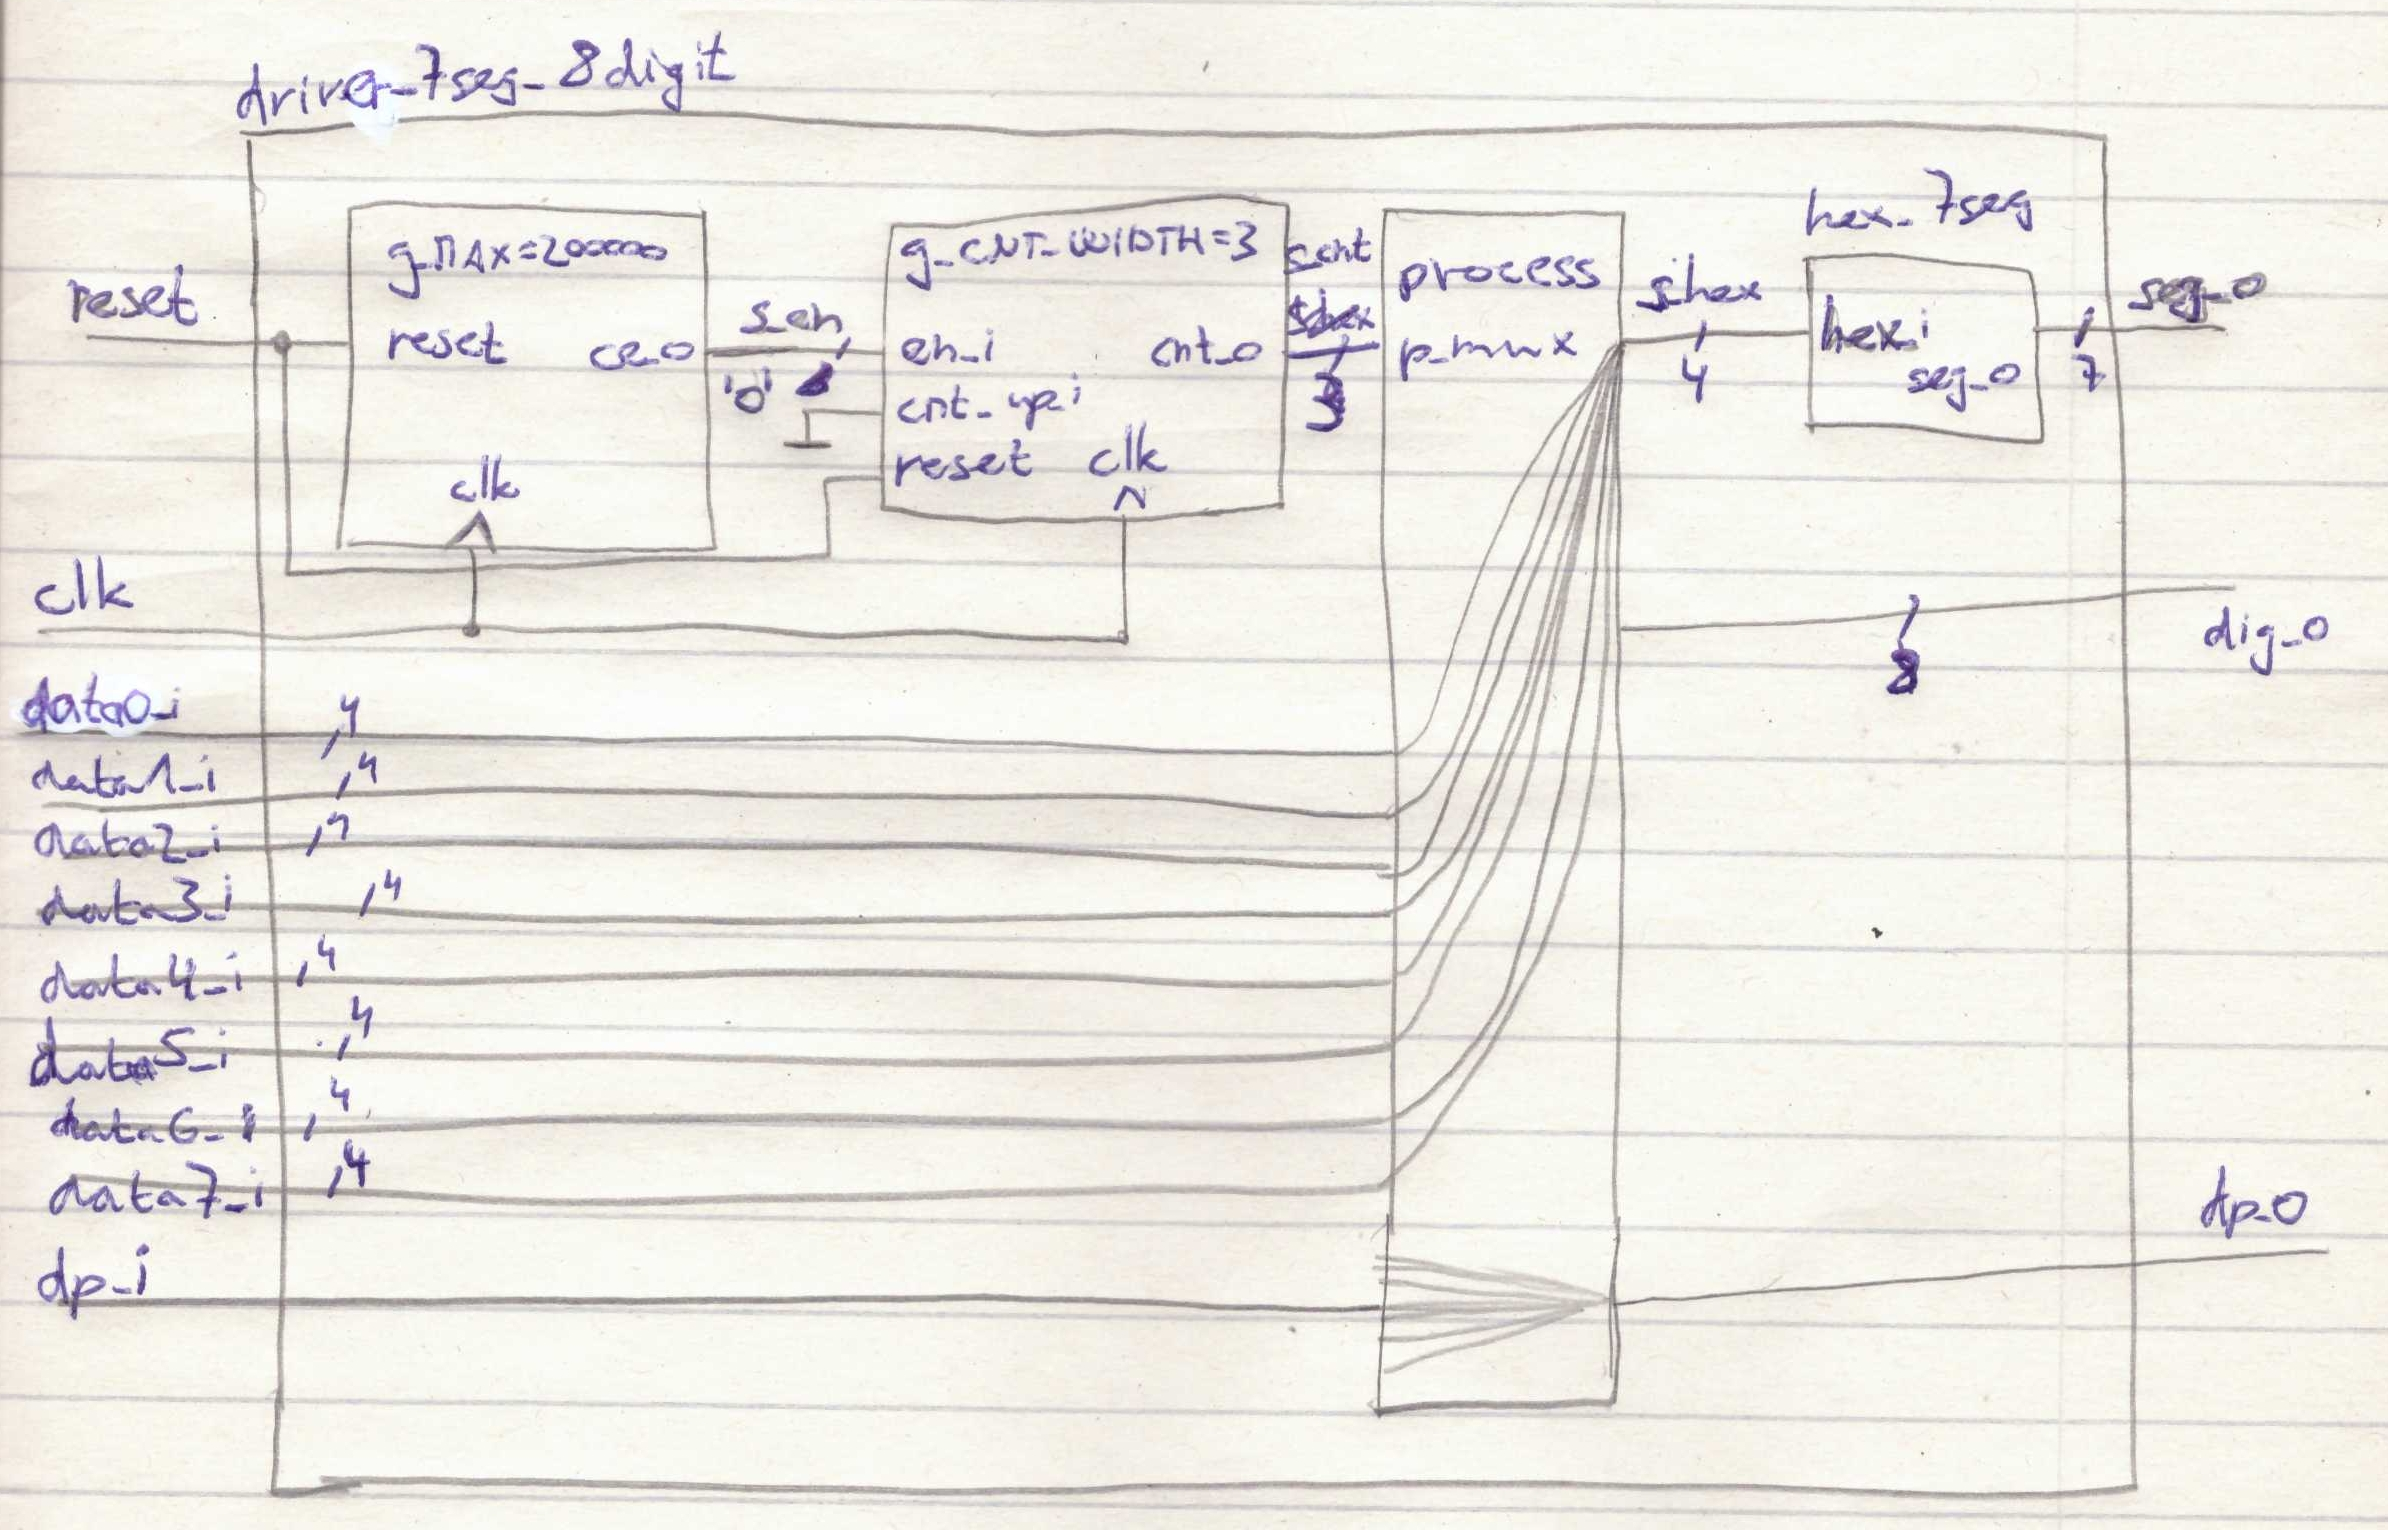 driver_7seg_8digit
reset
g_MAX=200000
reset
ce_o
clk
s_en
'0'
g_CNT_WIDTH=3
en_i
cnt_o
cnt_up_i
reset clk
s_cnt
s_hex
3
process
p_mux
s_hex
4
hex_7seg
hex_i
seg_o
7
seg_o
clk
dig_o
8
data0_i 4
data1_i 4
data2_i 4
data3_i 4
data4_i 4
data5_i 4
data6_i 4
data7_i 4
dp_i
dp_o